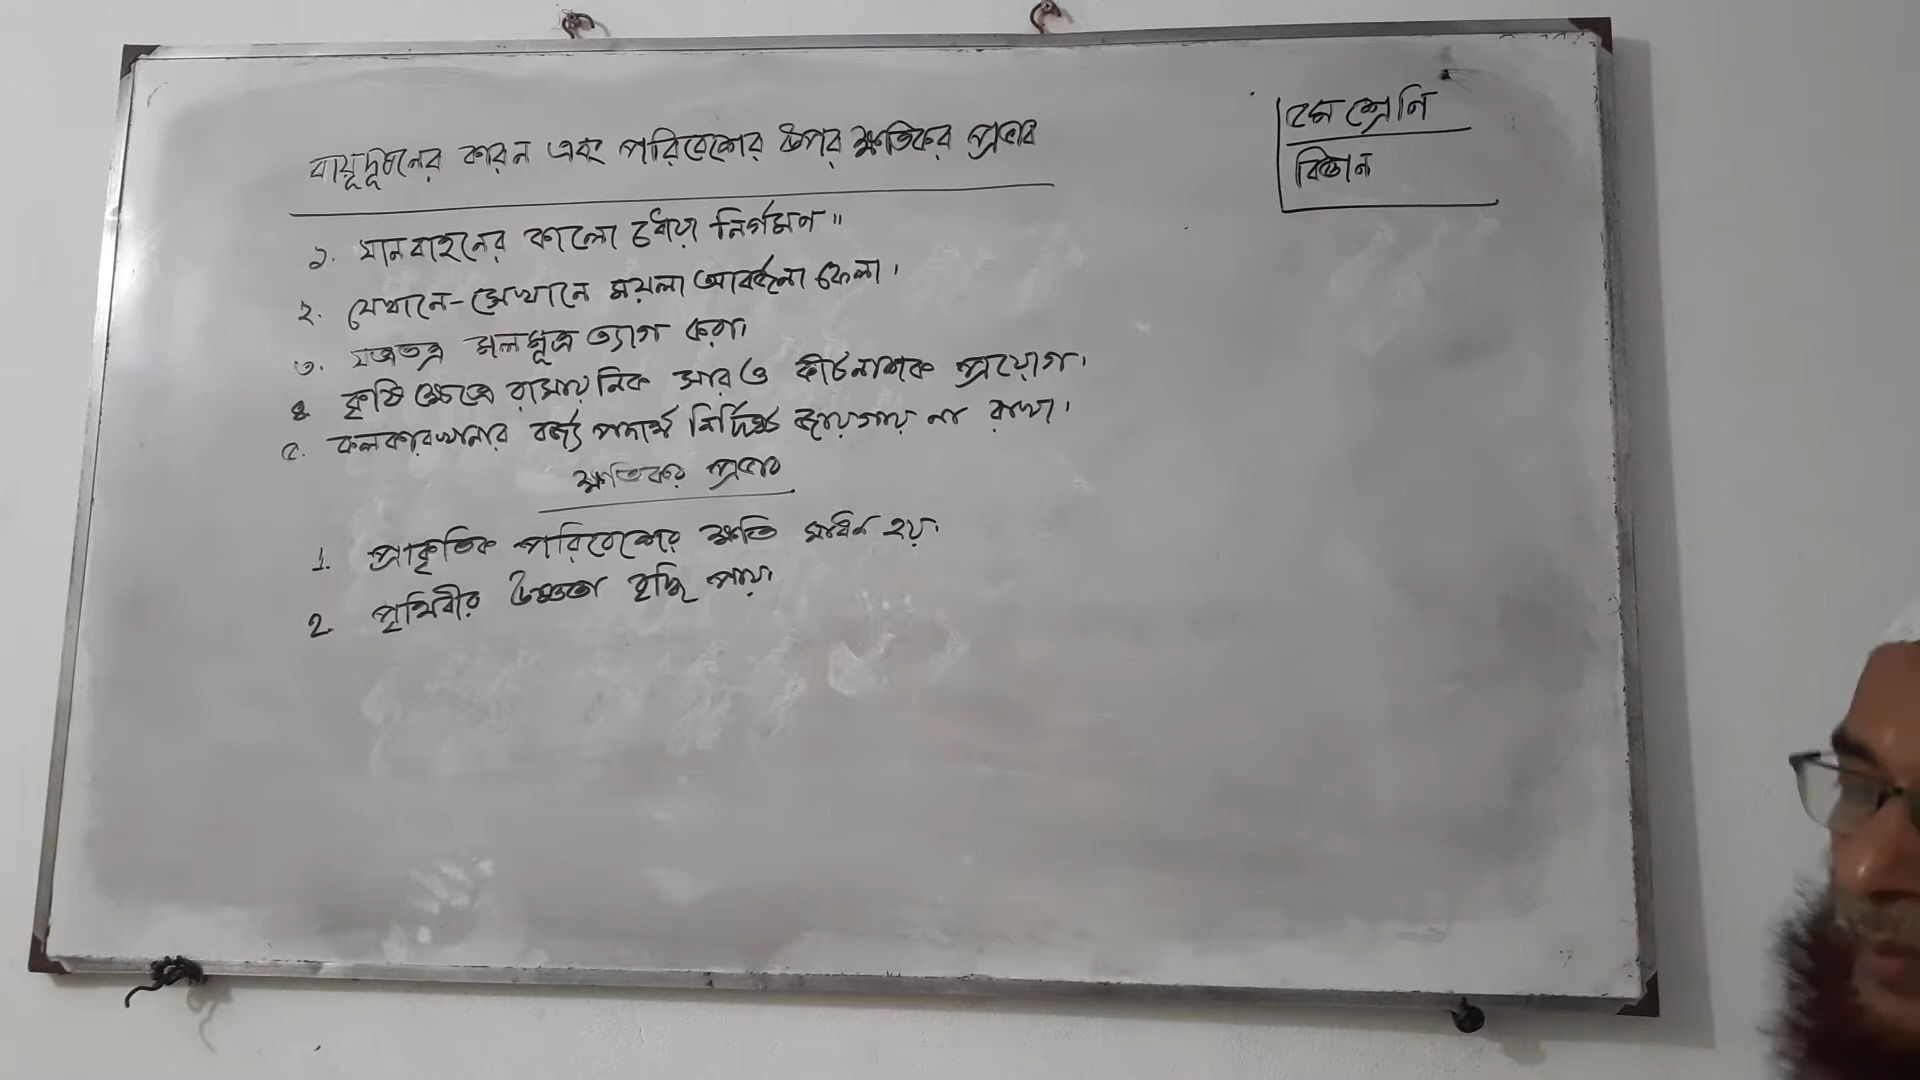 বায়ূদূষনের কারন এবং পরিবেশের উপর ক্ষতিকর প্রভাব
৫ম শ্রেনি
বিজ্ঞান
১. যানবাহনের কালো ধোঁয়া নির্গমণ॥
২. যেখানে-সেখানে ময়লা আবর্জনা ফেলা।
৩. যত্রতত্র মলমূত্র ত্যাগ করা।
৪. কৃষি ক্ষেত্রে রাসায়নিক সার ও কীটনাশক প্রয়োগ।
৫. কলকারখানার বর্জ্য পদার্থ নির্দিষ্ট জায়গায় না রাখা।
ক্ষতিকর প্রভাব
1. প্রাকৃতিক পরিবেশের ক্ষতি সাধিন হয়।
2. পৃথিবীর উষ্ণতা বৃদ্ধি পায়।